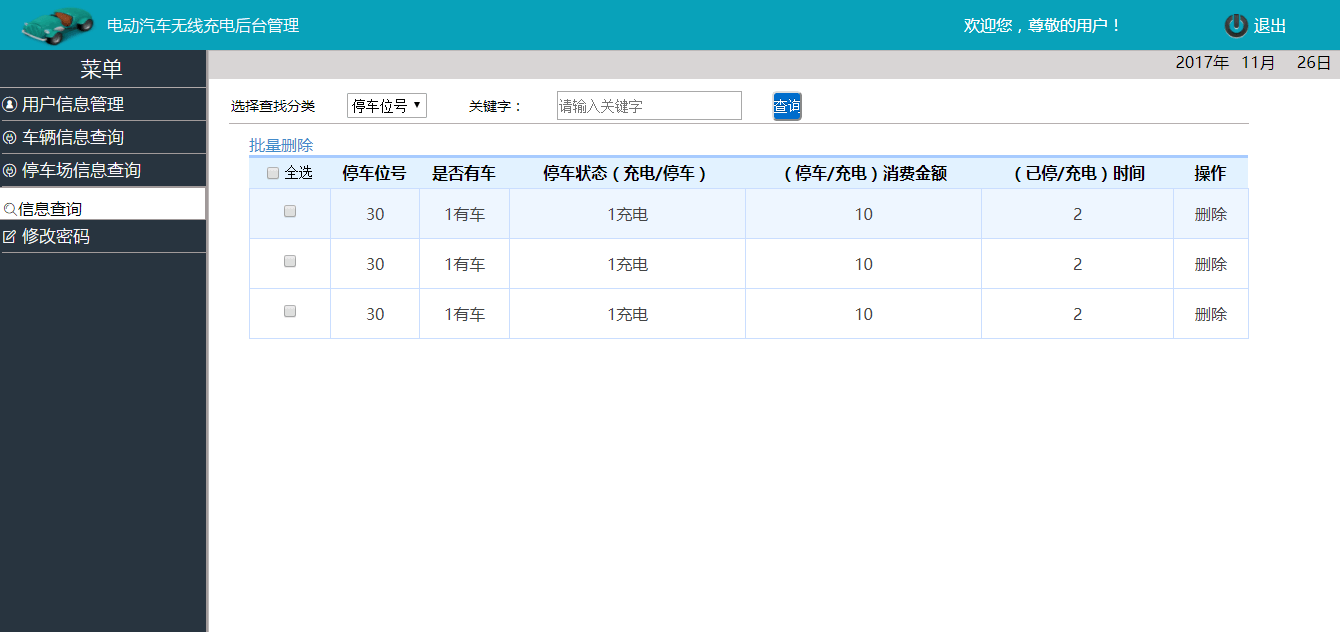 电动汽车无线充电后台管理 欢迎您，尊敬的用户！ 退出
2017年 11月 26日
菜单
用户信息管理
车辆信息查询
停车场信息查询
信息查询
修改密码
选择查找分类 停车位号 关键字： 请输入关键字 查询
批量删除
全选 停车位号 是否有车 停车状态（充电/停车） （停车/充电）消费金额 （已停/充电）时间 操作
30 1有车 1充电 10 2 删除
30 1有车 1充电 10 2 删除
30 1有车 1充电 10 2 删除